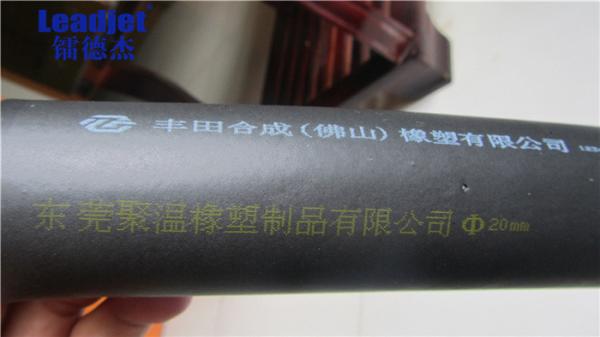 Leadjet
镭德杰
丰田合成(佛山)橡塑有限公司
东莞聚温橡塑制品有限公司 Φ20mm